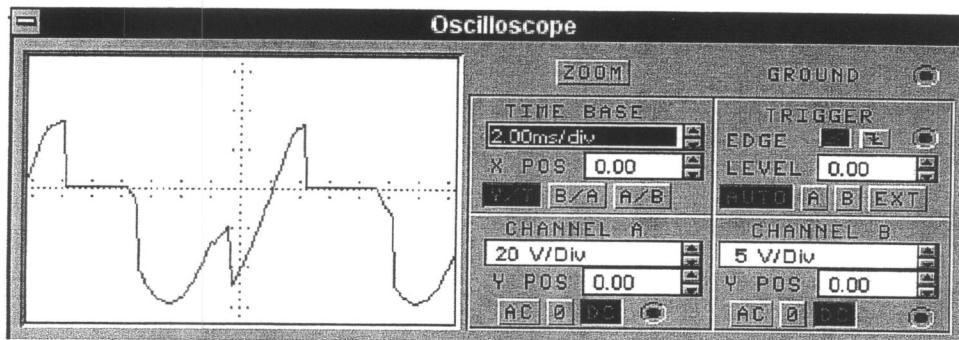 Oscilloscope
ZOOM
GROUND
TIME BASE
2.00ms/div
X POS 0.00
Y/T B/A A/B
TRIGGER
EDGE
LEVEL 0.00
AUTO A B EXT
CHANNEL A
20 V/Div
Y POS 0.00
AC 0 DC
CHANNEL B
5 V/Div
Y POS 0.00
AC 0 DC